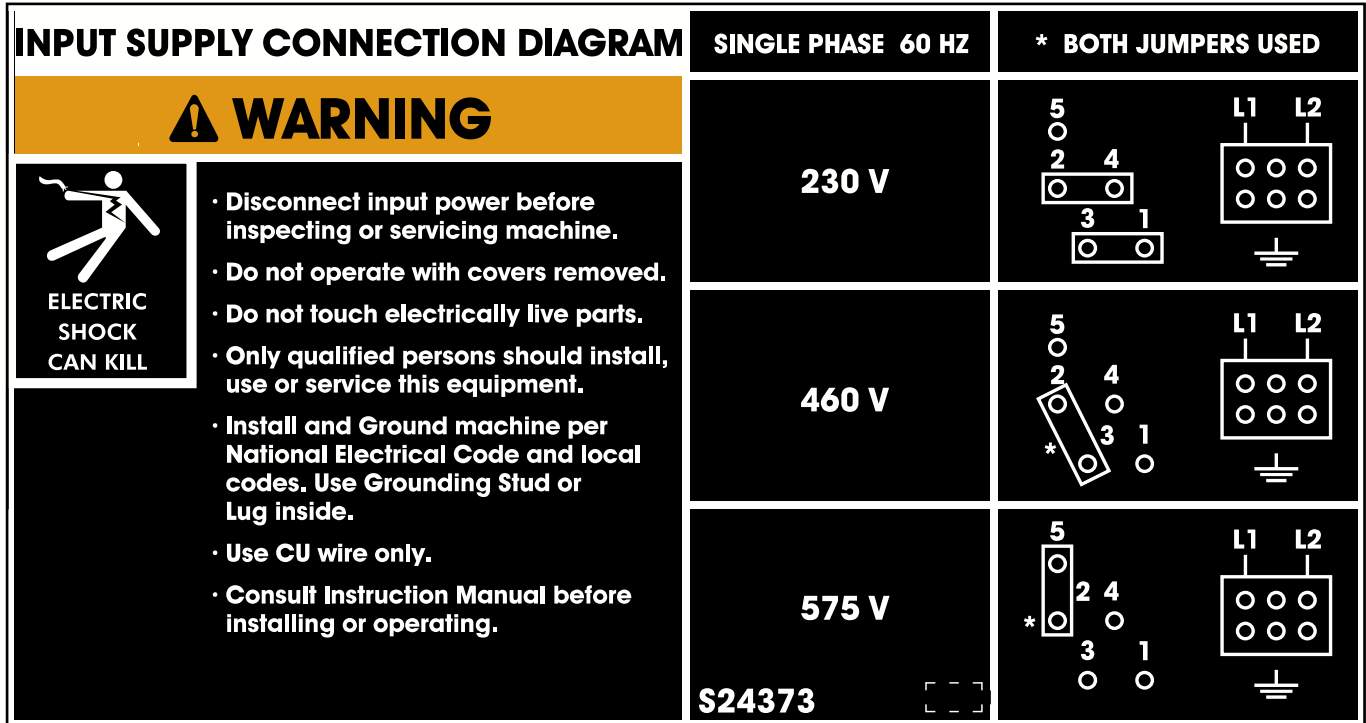 INPUT SUPPLY CONNECTION DIAGRAM
WARNING
ELECTRIC
SHOCK
CAN KILL
· Disconnect input power before
inspecting or servicing machine.
· Do not operate with covers removed.
· Do not touch electrically live parts.
· Only qualified persons should install,
use or service this equipment.
· Install and Ground machine per
National Electrical Code and local
codes. Use Grounding Stud or
Lug inside.
· Use CU wire only.
· Consult Instruction Manual before
installing or operating.
SINGLE PHASE 60 HZ
* BOTH JUMPERS USED
230 V
5
2 4
3 1
L1 L2
460 V
5
2 4
* 3 1
L1 L2
575 V
5
2 4
*
3 1
L1 L2
S24373